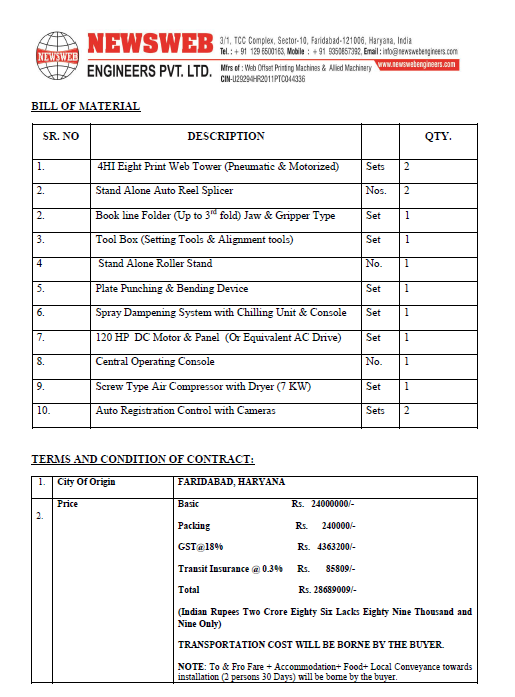 NEWSWEB
NEWSWEB
ENGINEERS PVT. LTD.
3/1, TCC Complex, Sector-10, Faridabad-121006, Haryana, India
Tel. : + 91 129 6500163, Mobile : + 91 9350857392, Email : info@newswebengineers.com
Mfrs of : Web Offset Printing Machines & Allied Machinery www.newswebengineers.com
CIN-U29294HR2011PTC044336
BILL OF MATERIAL
SR. NO DESCRIPTION QTY.
1. 4HI Eight Print Web Tower (Pneumatic & Motorized) Sets 2
2. Stand Alone Auto Reel Splicer Nos. 2
2. Book line Folder (Up to 3rd fold) Jaw & Gripper Type Set 1
3. Tool Box (Setting Tools & Alignment tools) Set 1
4 Stand Alone Roller Stand No. 1
5. Plate Punching & Bending Device Set 1
6. Spray Dampening System with Chilling Unit & Console Set 1
7. 120 HP DC Motor & Panel (Or Equivalent AC Drive) Set 1
8. Central Operating Console No. 1
9. Screw Type Air Compressor with Dryer (7 KW) Set 1
10. Auto Registration Control with Cameras Sets 2
TERMS AND CONDITION OF CONTRACT:
1. City Of Origin FARIDABAD, HARYANA
2. Price Basic Rs. 24000000/-
Packing Rs. 240000/-
GST@18% Rs. 4363200/-
Transit Insurance @ 0.3% Rs. 85809/-
Total Rs. 28689009/-
(Indian Rupees Two Crore Eighty Six Lacks Eighty Nine Thousand and
Nine Only)
TRANSPORTATION COST WILL BE BORNE BY THE BUYER.
NOTE: To & Fro Fare + Accommodation+ Food+ Local Conveyance towards
installation (2 persons 30 Days) will be borne by the buyer.